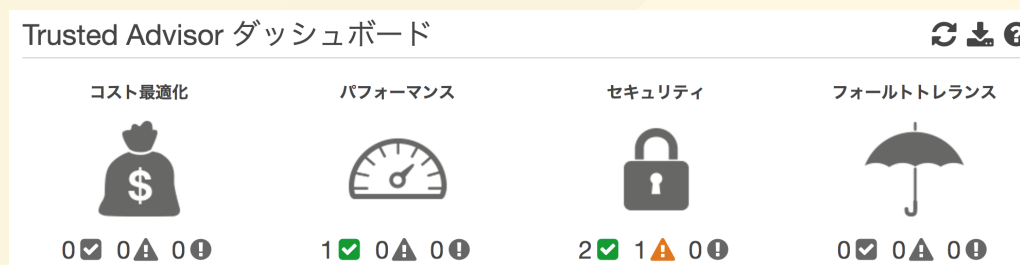 Trusted Advisor ダッシュボード
コスト最適化 パフォーマンス セキュリティ フォールトトレランス
$
0 0 0 1 0 0 2 1 0 0 0 0